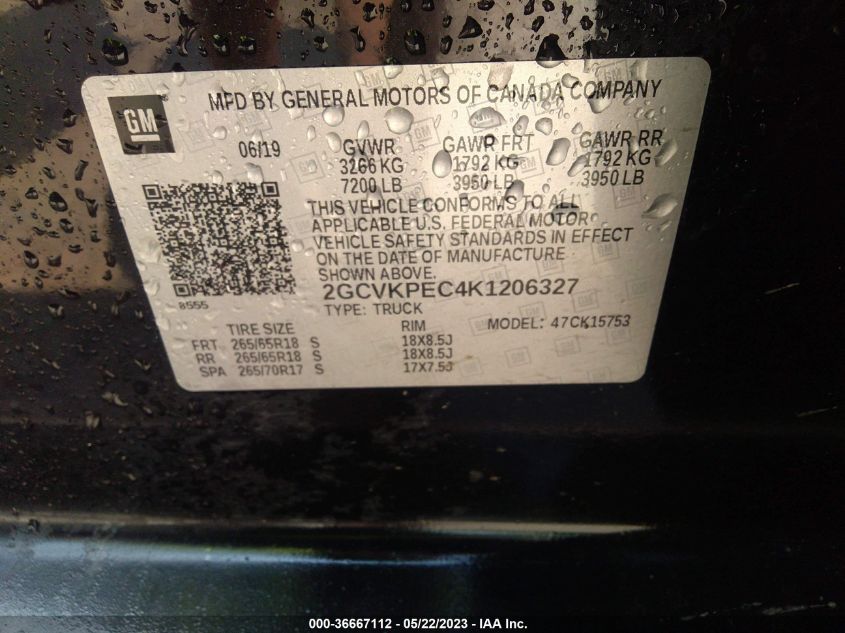 GM
MFD BY GENERAL MOTORS OF CANADA COMPANY
06/19 GVWR GAWR FRT GAWR RR
3266 KG 1792 KG 1792 KG
7200 LB 3950 LB 3950 LB
THIS VEHICLE CONFORMS TO ALL
APPLICABLE U.S. FEDERAL MOTOR
VEHICLE SAFETY STANDARDS IN EFFECT
ON THE DATE OF MANUFACTURE
SHOWN ABOVE.
8555
2GCVKPEC4K1206327
TYPE: TRUCK
TIRE SIZE RIM MODEL: 47CK15753
FRT 265/65R18 S 18X8.5J
RR 265/65R18 S 18X8.5J
SPA 265/70R17 S 17X7.5J
000-36667112 - 05/22/2023 - IAA Inc.